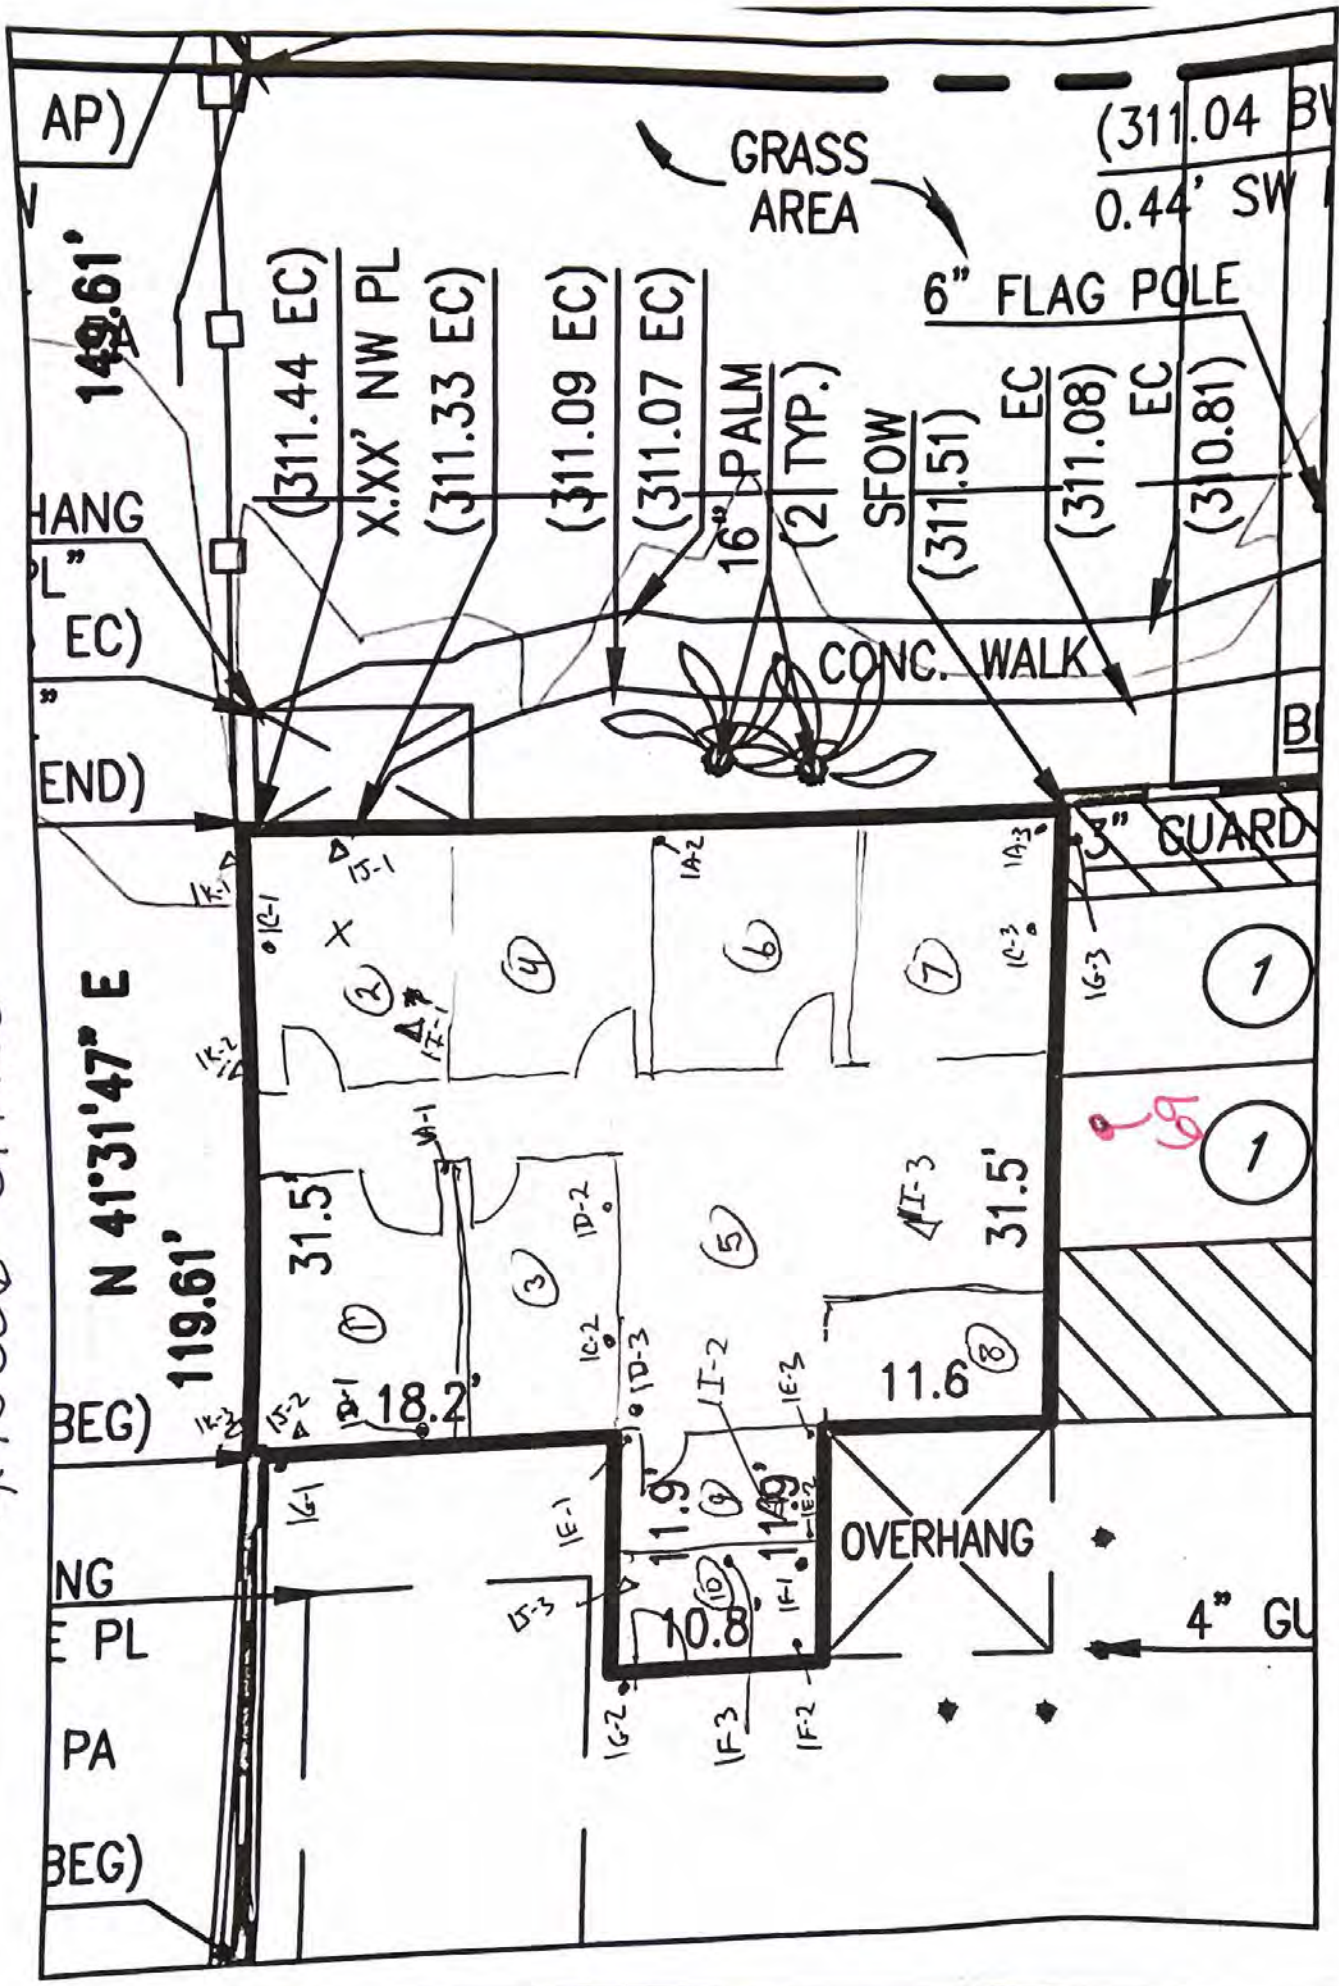 AP)
149.61'
HANG
PL"
EC)
"
END)
N 41°31'47" E
119.61'
BEG)
NG
E PL
PA
BEG)
GRASS
AREA
(311.04 BW
0.44' SW
6" FLAG POLE
(311.44 EC)
X.XX' NW PL
(311.33 EC)
(311.09 EC)
(311.07 EC)
16" PALM
(2 TYP.)
SFOW
(311.51)
EC
(311.08)
EC
(310.81)
CONC. WALK
3" GUARD
1K-1
1C-1
1J-1
1A-2
1A-3
X
2
4
6
7
1C-3
1G-3
1
1K-2
1I-1
1A-1
31.5'
1D-2
5
1I-3
31.5'
69
1
1
3
1C-2
1D-3
1I-2
1E-3
8
11.6
1K-3
1J-2
D-1
18.2'
1G-1
1E-1
11.9'
9
11.9'
1E-2
OVERHANG
1J-3
10
1F-1
10.8'
4" GU
1G-2
1F-3
1F-2